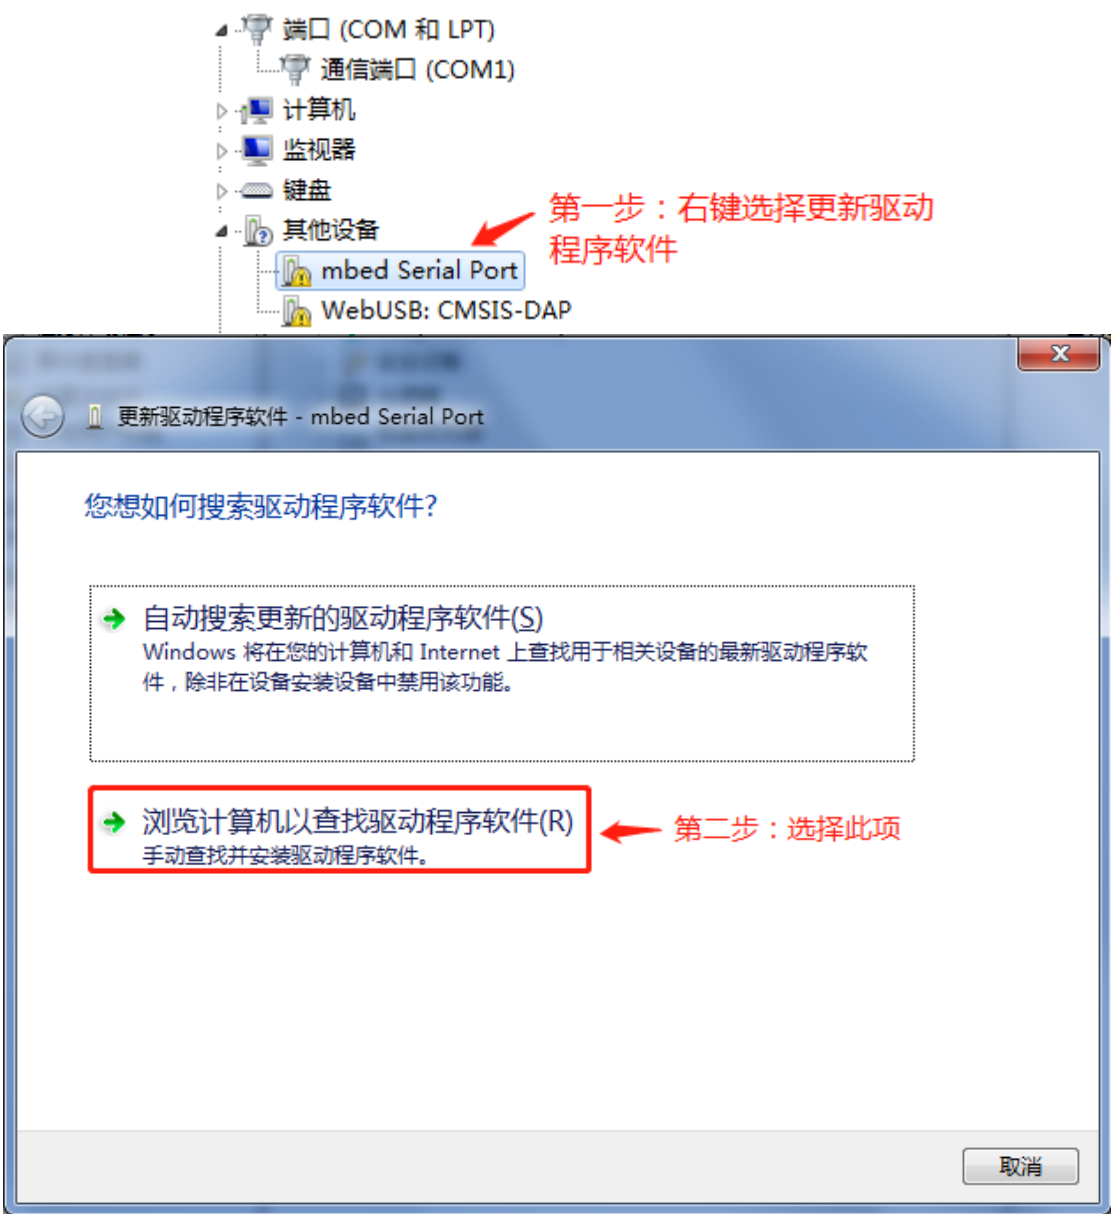 端口 (COM 和 LPT)
通信端口 (COM1)
计算机
监视器
键盘
其他设备
第一步：右键选择更新驱动
程序软件
mbed Serial Port
WebUSB: CMSIS-DAP
更新驱动程序软件 - mbed Serial Port
您想如何搜索驱动程序软件?
自动搜索更新的驱动程序软件(S)
Windows 将在您的计算机和 Internet 上查找用于相关设备的最新驱动程序软
件，除非在设备安装设备中禁用该功能。
浏览计算机以查找驱动程序软件(R)
手动查找并安装驱动程序软件。
第二步：选择此项
取消